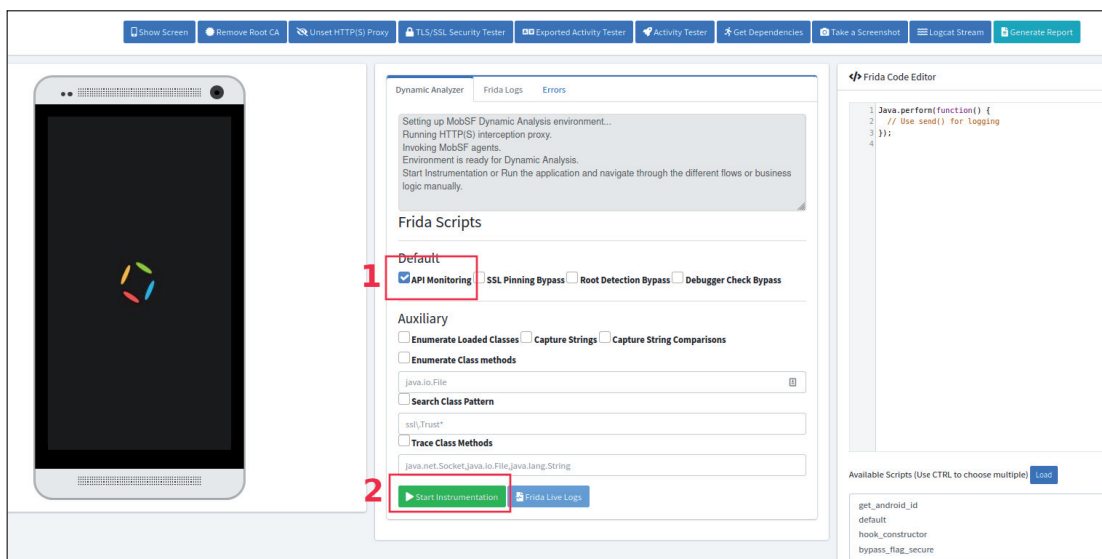 Show Screen Remove Root CA Unset HTTP(S) Proxy TLS/SSL Security Tester Exported Activity Tester Activity Tester Get Dependencies Take a Screenshot Logcat Stream Generate Report
Dynamic Analyzer Frida Logs Errors
Setting up MobSF Dynamic Analysis environment...
Running HTTP(S) interception proxy.
Invoking MobSF agents.
Environment is ready for Dynamic Analysis.
Start Instrumentation or Run the application and navigate through the different flows or business
logic manually.
Frida Scripts
Default
1
API Monitoring SSL Pinning Bypass Root Detection Bypass Debugger Check Bypass
Auxiliary
Enumerate Loaded Classes Capture Strings Capture String Comparisons
Enumerate Class methods
java.io.File
Search Class Pattern
ssl\.Trust*
Trace Class Methods
java.net.Socket,java.io.File,java.lang.String
2
Start Instrumentation Frida Live Logs
</> Frida Code Editor
1 Java.perform(function() {
2 // Use send() for logging
3 });
4
Available Scripts (Use CTRL to choose multiple) Load
get_android_id
default
hook_constructor
bypass_flag_secure